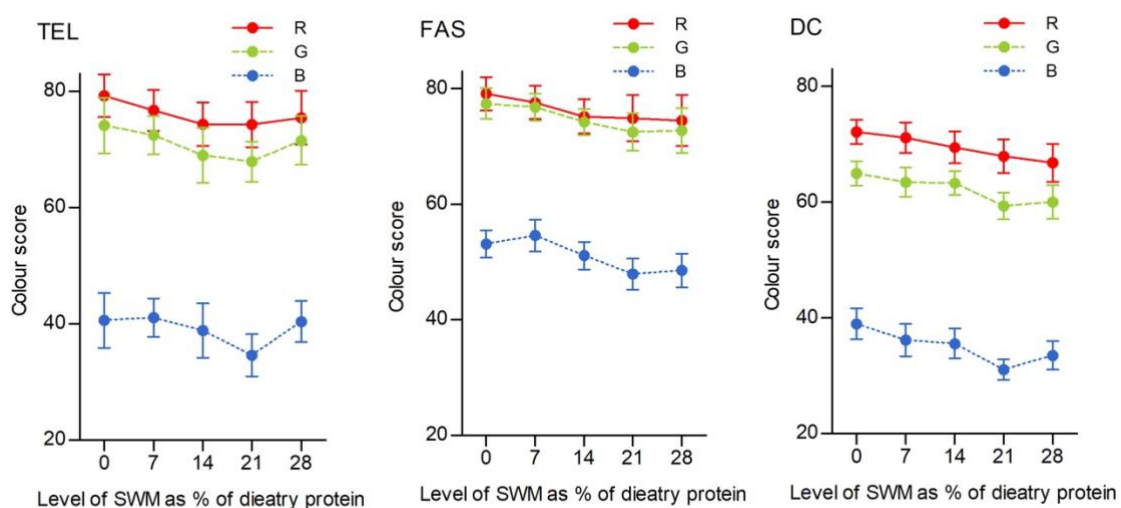 TEL
R
G
B
Colour score
80
60
40
20
0 7 14 21 28
Level of SWM as % of dieatry protein
FAS
R
G
B
Colour score
80
60
40
20
0 7 14 21 28
Level of SWM as % of dieatry protein
DC
R
G
B
Colour score
80
60
40
20
0 7 14 21 28
Level of SWM as % of dieatry protein